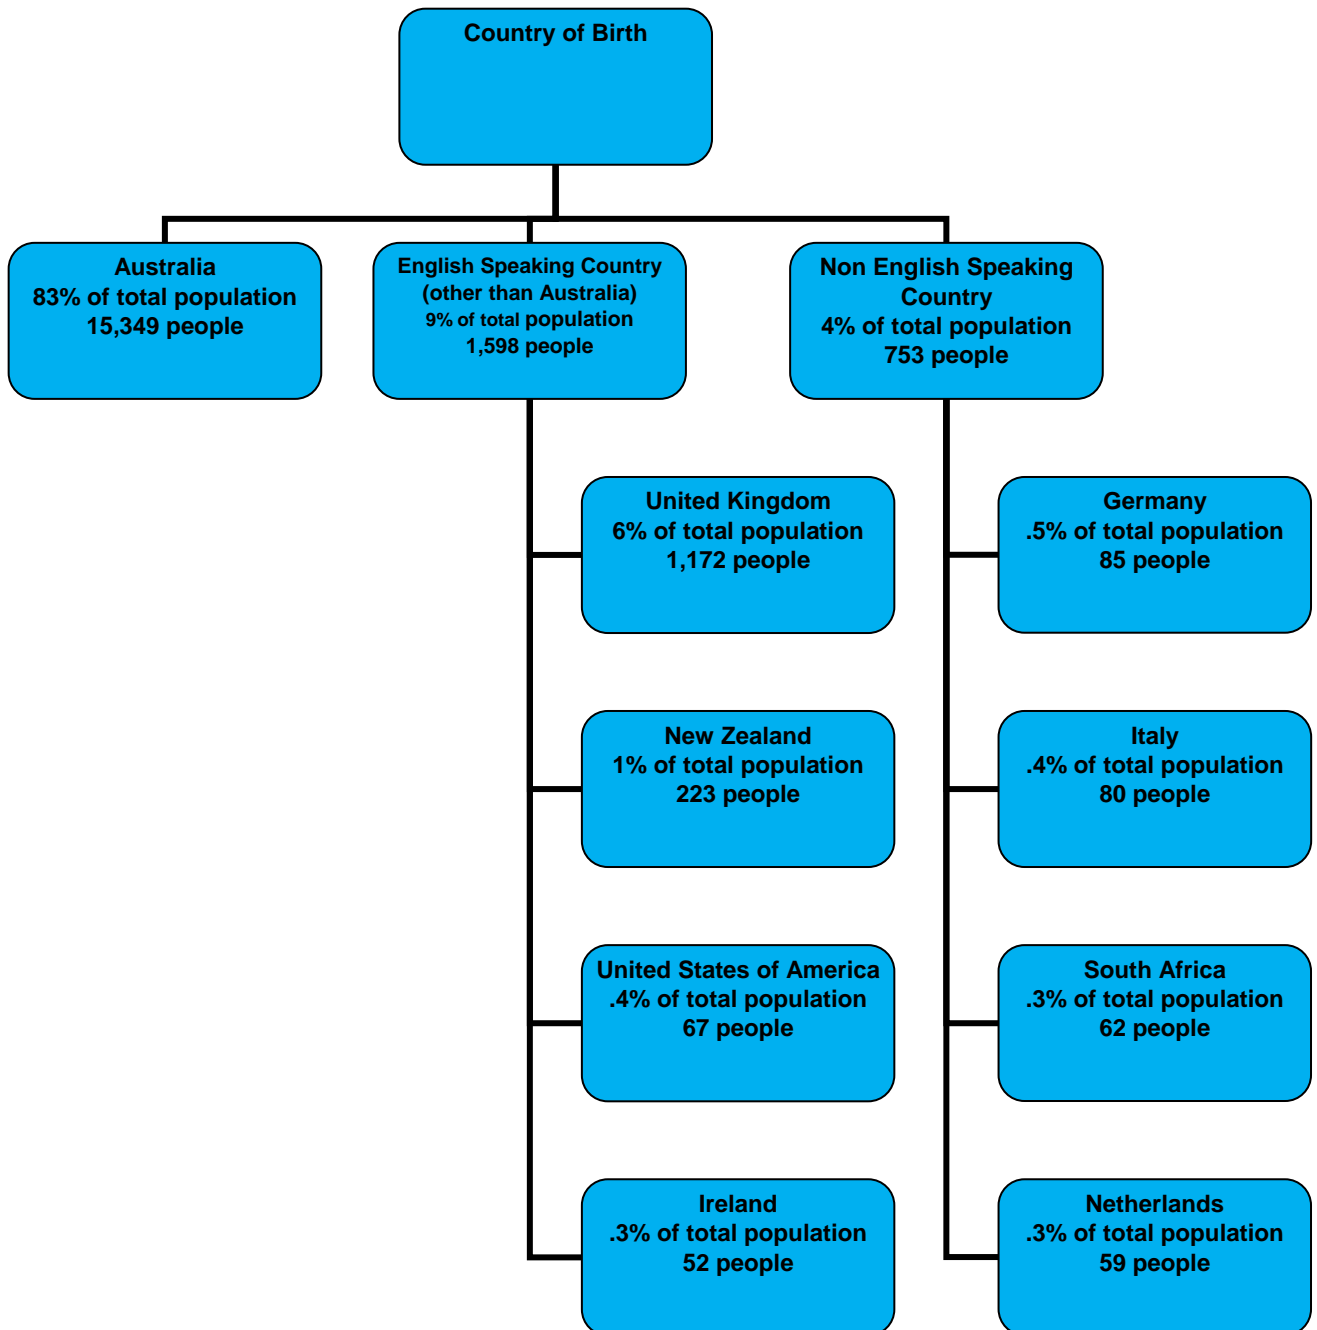 Country of Birth
Australia
83% of total population
15,349 people
English Speaking Country
(other than Australia)
9% of total population
1,598 people
Non English Speaking
Country
4% of total population
753 people
United Kingdom
6% of total population
1,172 people
Germany
.5% of total population
85 people
New Zealand
1% of total population
223 people
Italy
.4% of total population
80 people
United States of America
.4% of total population
67 people
South Africa
.3% of total population
62 people
Ireland
.3% of total population
52 people
Netherlands
.3% of total population
59 people